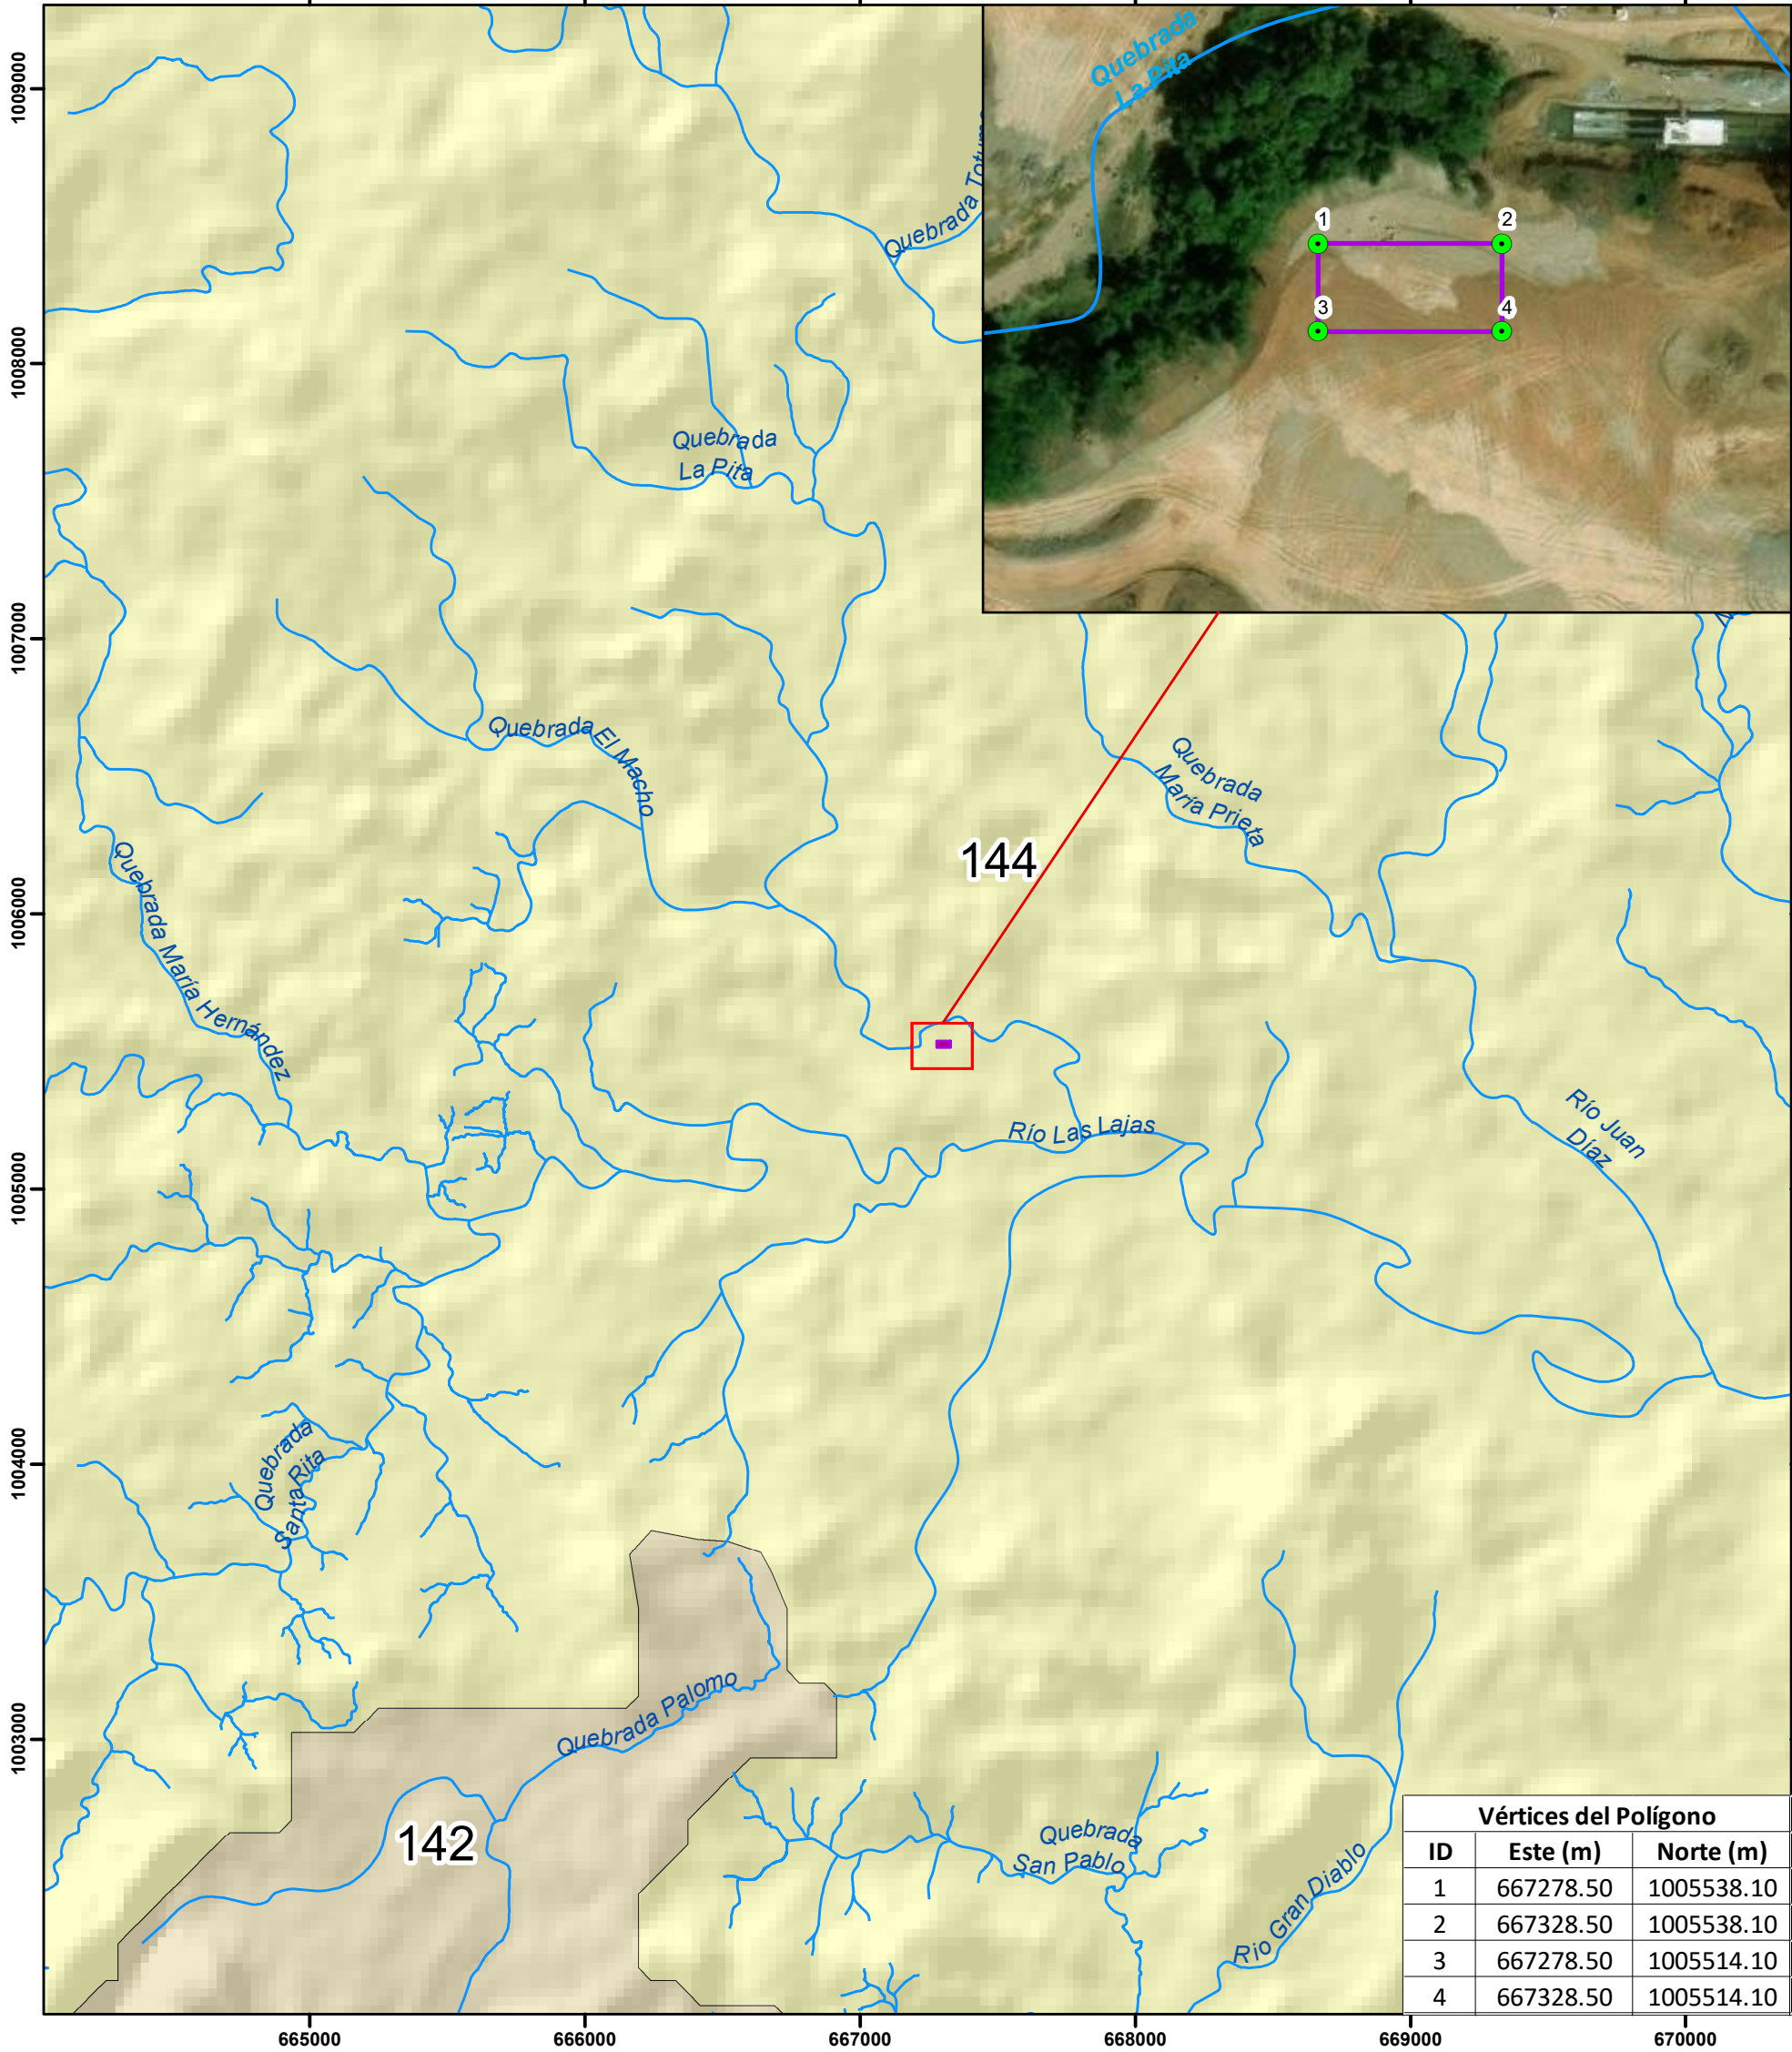 1009000
1008000
1007000
1006000
1005000
1004000
1003000
665000
666000
667000
668000
669000
670000
Quebrada
La Pita
1
2
3
4
Quebrada
Quebrada
La Pita
Quebrada El Macho
Quebrada
María Prieta
144
Quebrada María Hernández
Río Las Lajas
Río Juan
Díaz
Quebrada
Santa Rita
Quebrada Palomo
142
Quebrada
San Pablo
Rio Gran Diablo
Vértices del Polígono
ID Este (m) Norte (m)
1 667278.50 1005538.10
2 667328.50 1005538.10
3 667278.50 1005514.10
4 667328.50 1005514.10